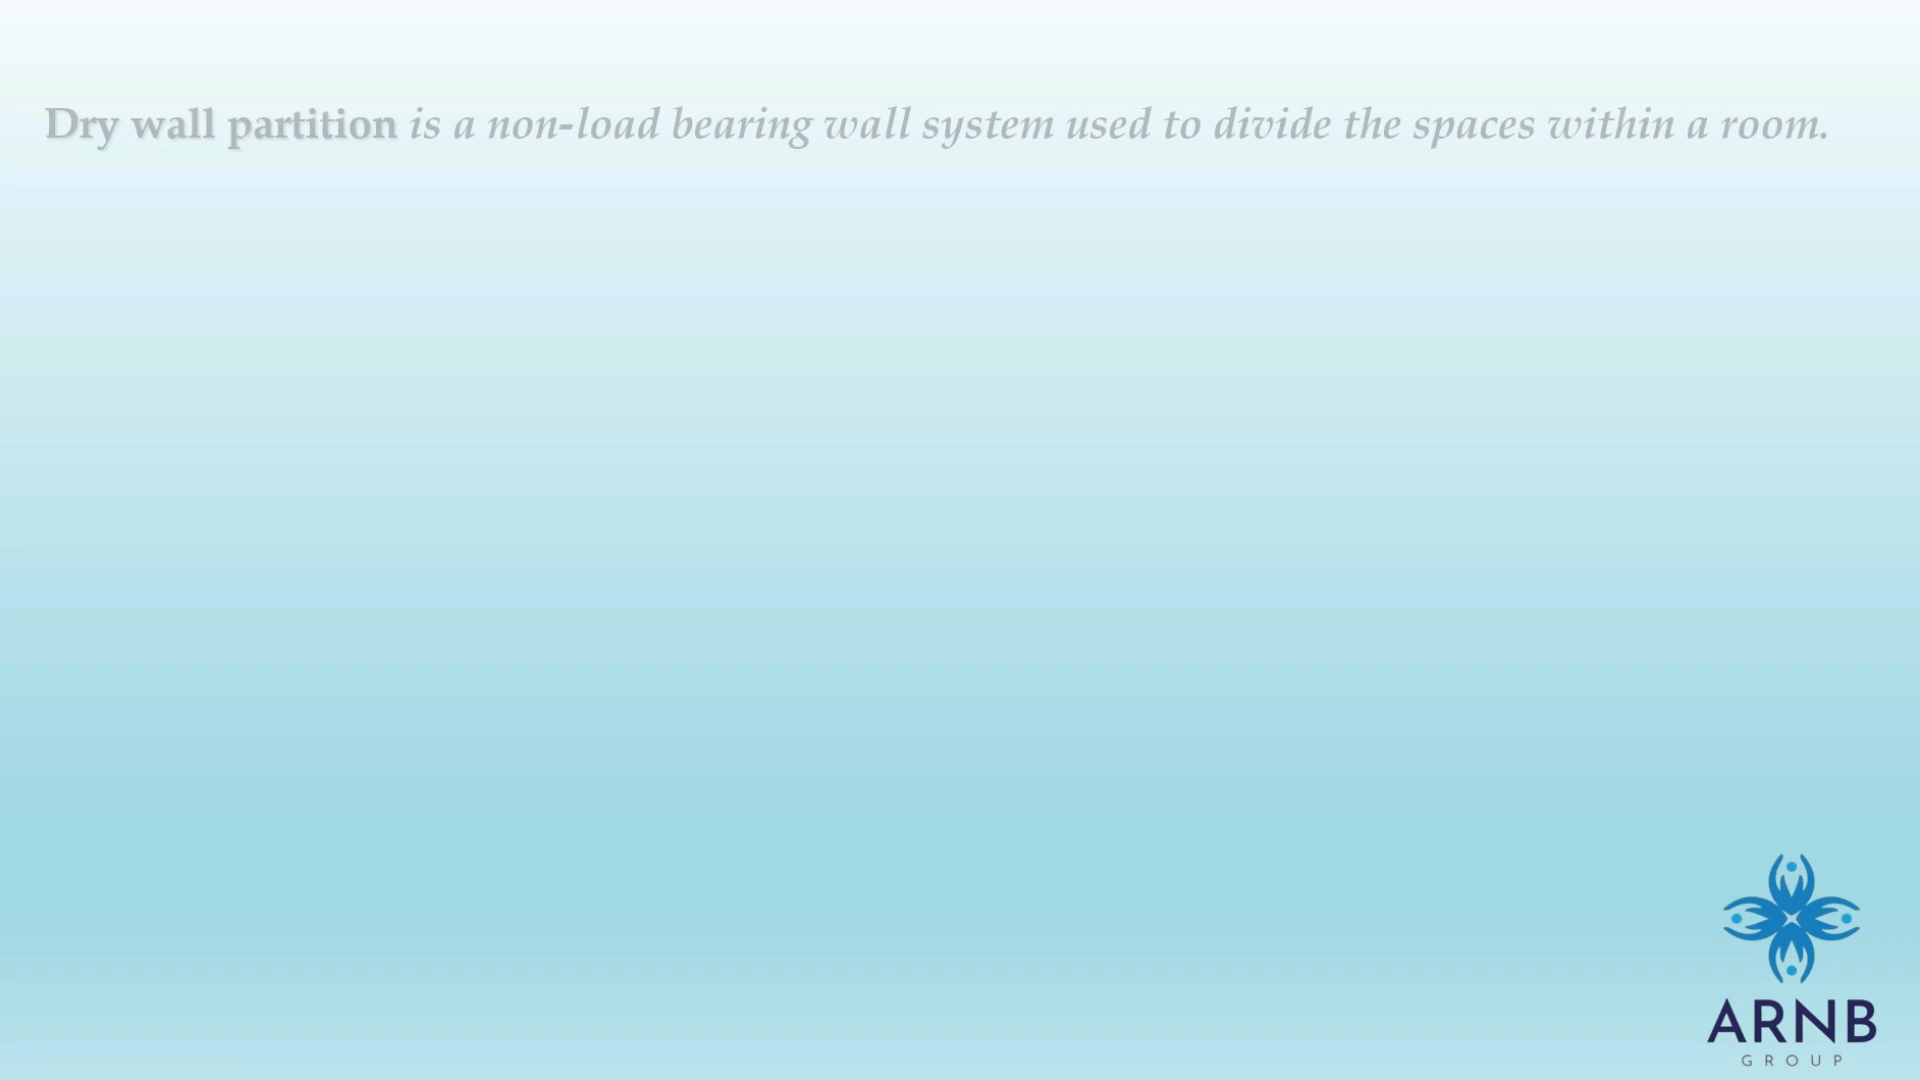 Dry wall partition is a non-load bearing wall system used to divide the spaces within a room.
ARNB
GROUP